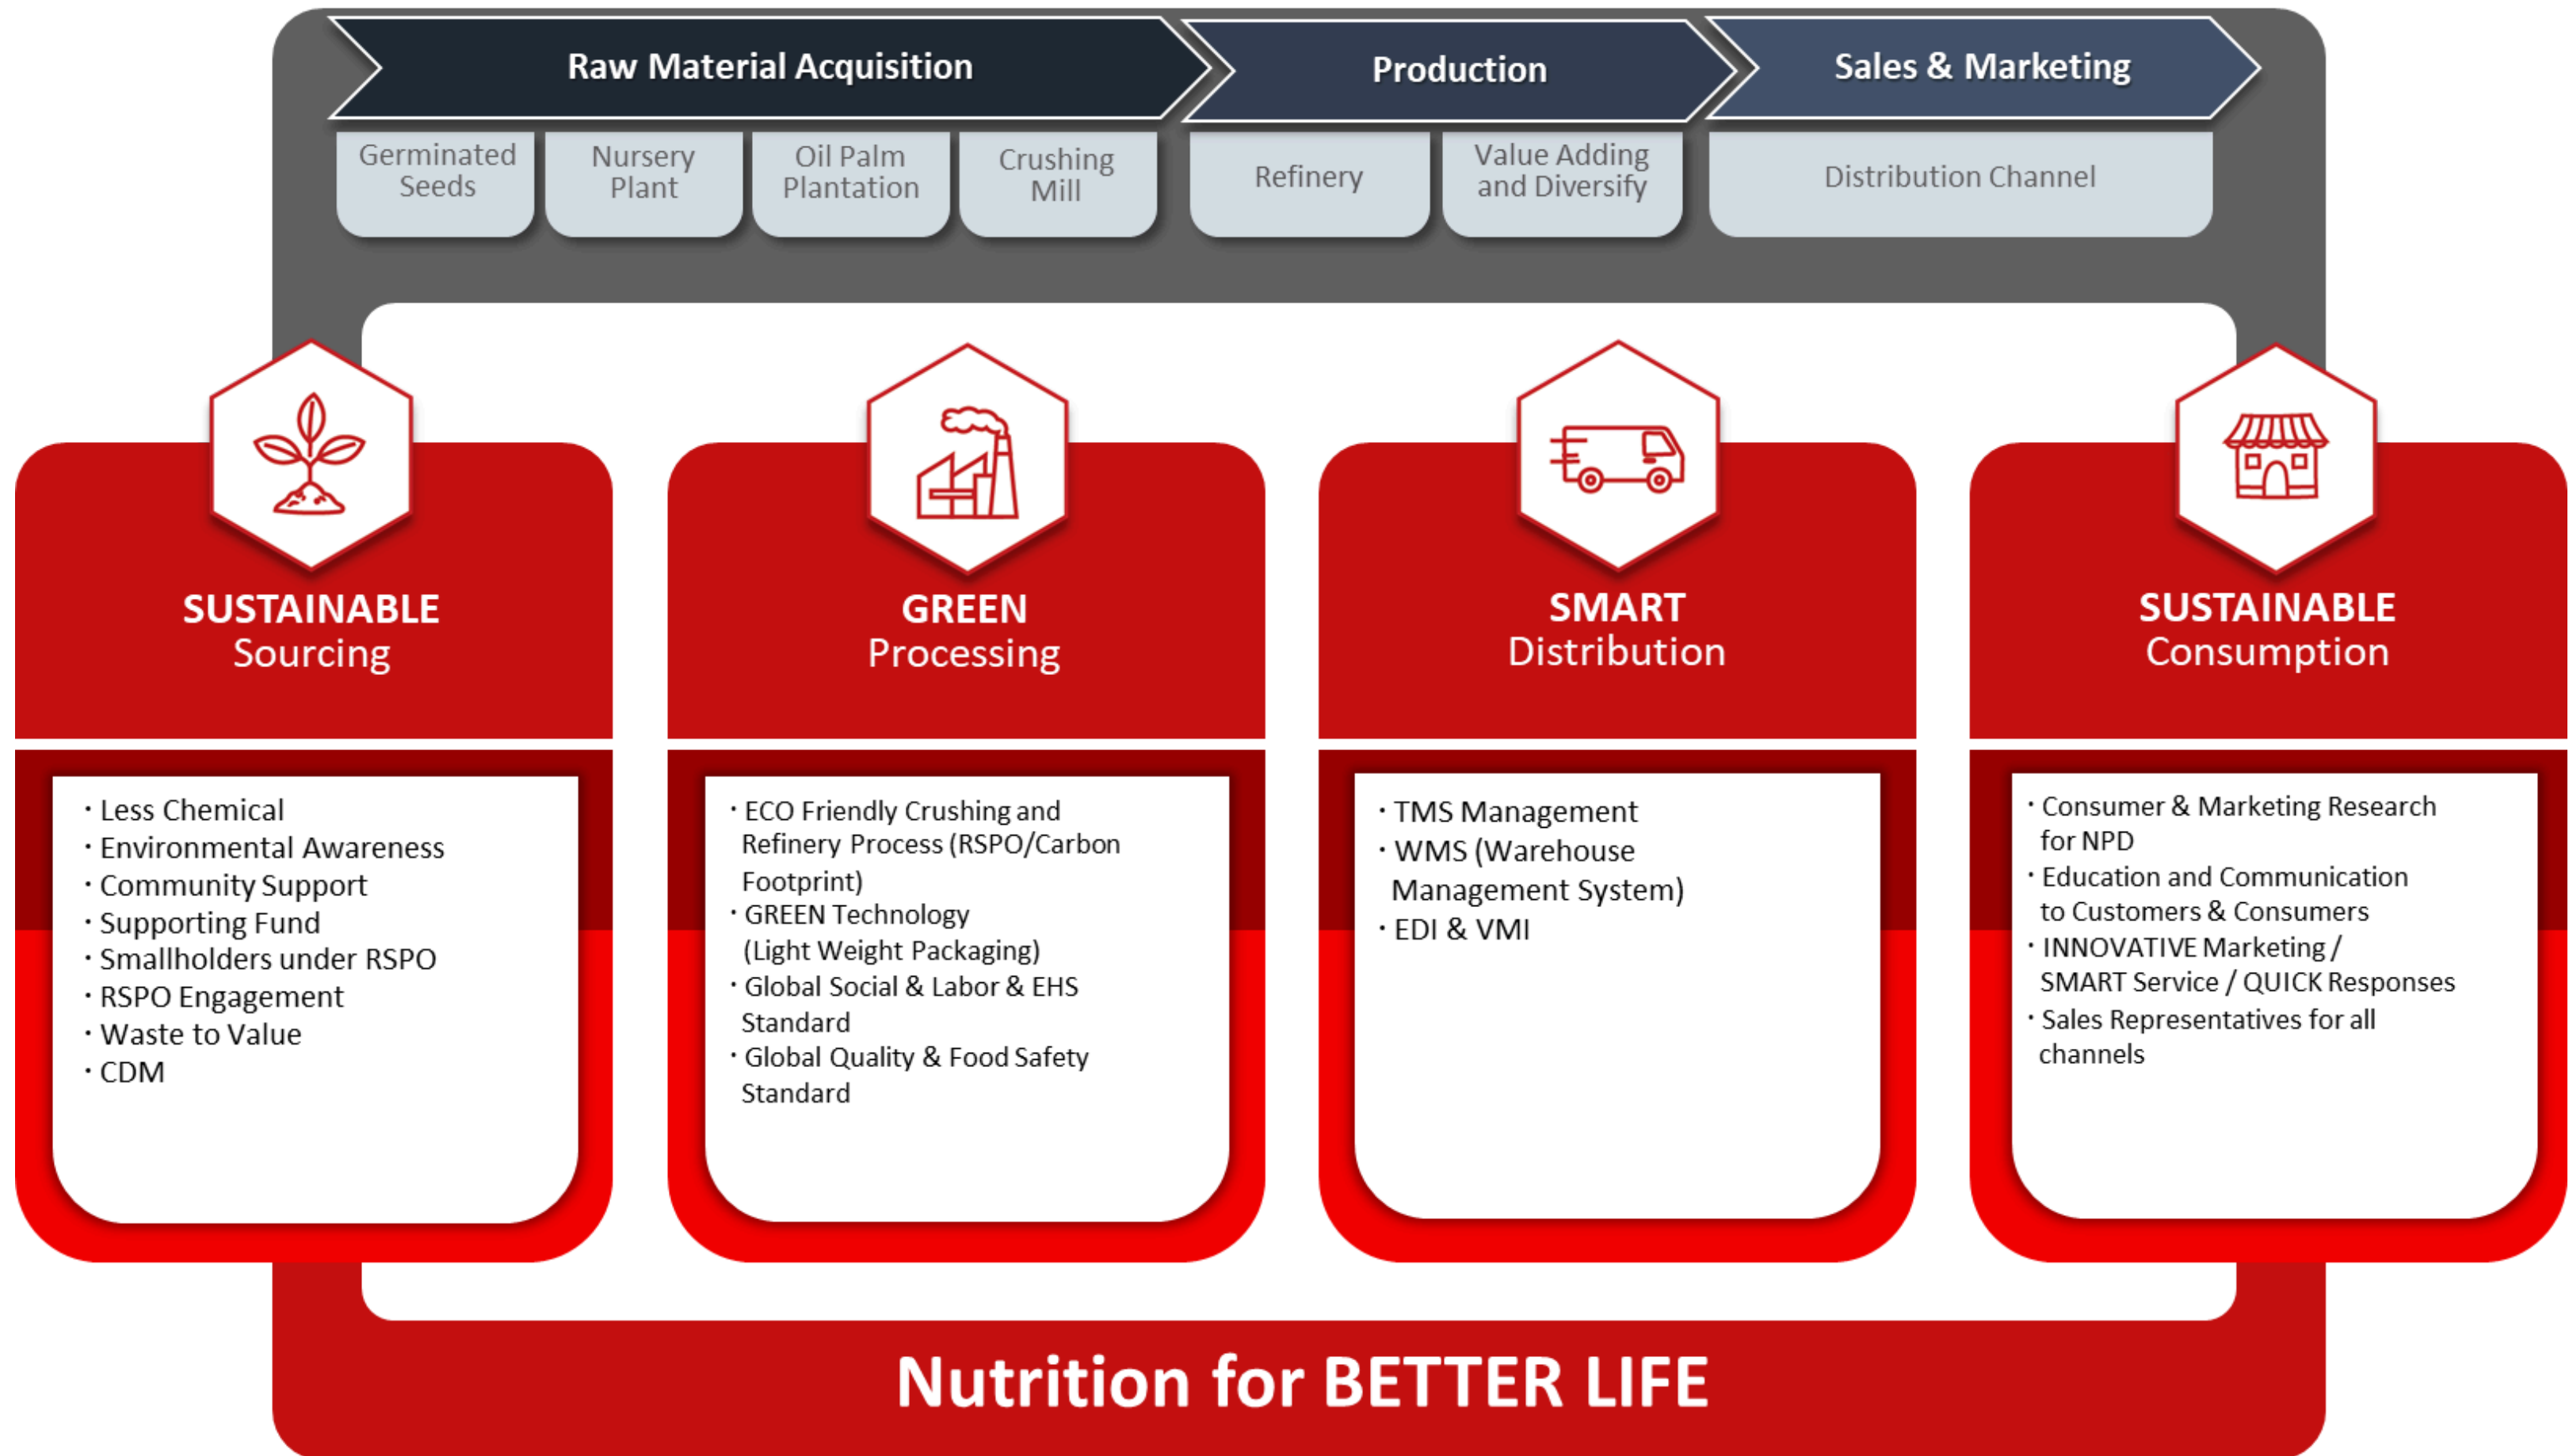 Raw Material Acquisition
Production
Sales & Marketing
Germinated
Seeds
Nursery
Plant
Oil Palm
Plantation
Crushing
Mill
Refinery
Value Adding
and Diversify
Distribution Channel
SUSTAINABLE
Sourcing
· Less Chemical
· Environmental Awareness
· Community Support
· Supporting Fund
· Smallholders under RSPO
· RSPO Engagement
· Waste to Value
· CDM
GREEN
Processing
· ECO Friendly Crushing and
Refinery Process (RSPO/Carbon
Footprint)
· GREEN Technology
(Light Weight Packaging)
· Global Social & Labor & EHS
Standard
· Global Quality & Food Safety
Standard
SMART
Distribution
· TMS Management
· WMS (Warehouse
Management System)
· EDI & VMI
SUSTAINABLE
Consumption
· Consumer & Marketing Research
for NPD
· Education and Communication
to Customers & Consumers
· INNOVATIVE Marketing /
SMART Service / QUICK Responses
· Sales Representatives for all
channels
Nutrition for BETTER LIFE